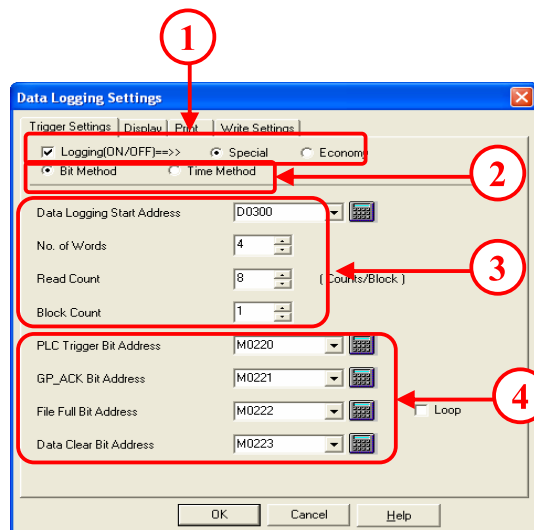 1
Data Logging Settings
Trigger Settings Display Print Write Settings
Logging(ON/OFF)==>> Special Economy
Bit Method Time Method
2
Data Logging Start Address D0300
No. of Words 4
3
Read Count 8 ( Counts/Block )
Block Count 1
PLC Trigger Bit Address M0220
GP_ACK Bit Address M0221
4
File Full Bit Address M0222 Loop
Data Clear Bit Address M0223
OK Cancel Help